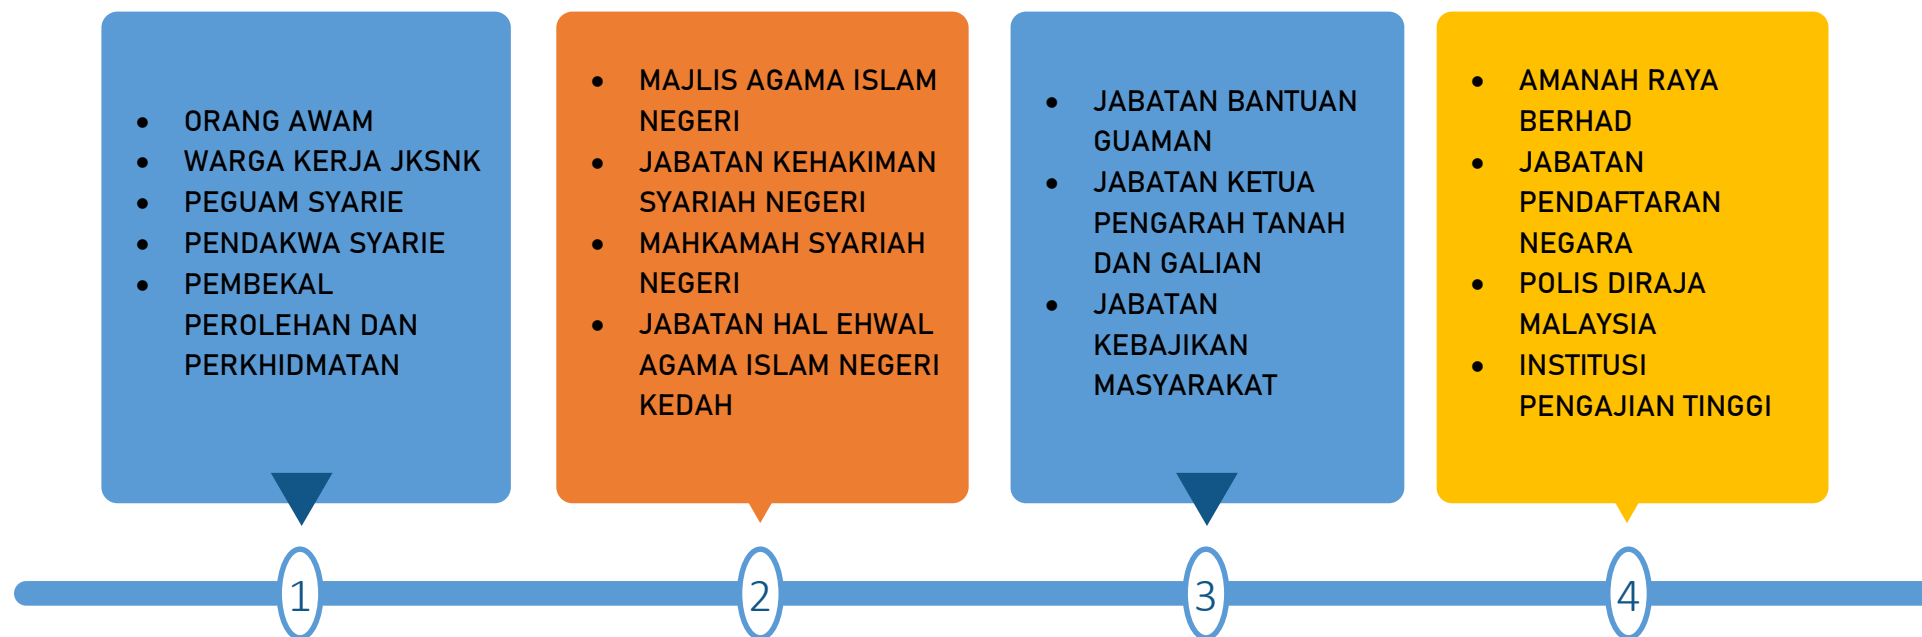 • ORANG AWAM
• WARGA KERJA JKSNK
• PEGUAM SYARIE
• PENDAKWA SYARIE
• PEMBEKAL
PEROLEHAN DAN
PERKHIDMATAN
• MAJLIS AGAMA ISLAM
NEGERI
• JABATAN KEHAKIMAN
SYARIAH NEGERI
• MAHKAMAH SYARIAH
NEGERI
• JABATAN HAL EHWAL
AGAMA ISLAM NEGERI
KEDAH
• JABATAN BANTUAN
GUAMAN
• JABATAN KETUA
PENGARAH TANAH
DAN GALIAN
• JABATAN
KEBAJIKAN
MASYARAKAT
• AMANAH RAYA
BERHAD
• JABATAN
PENDAFTARAN
NEGARA
• POLIS DIRAJA
MALAYSIA
• INSTITUSI
PENGAJIAN TINGGI
1
2
3
4